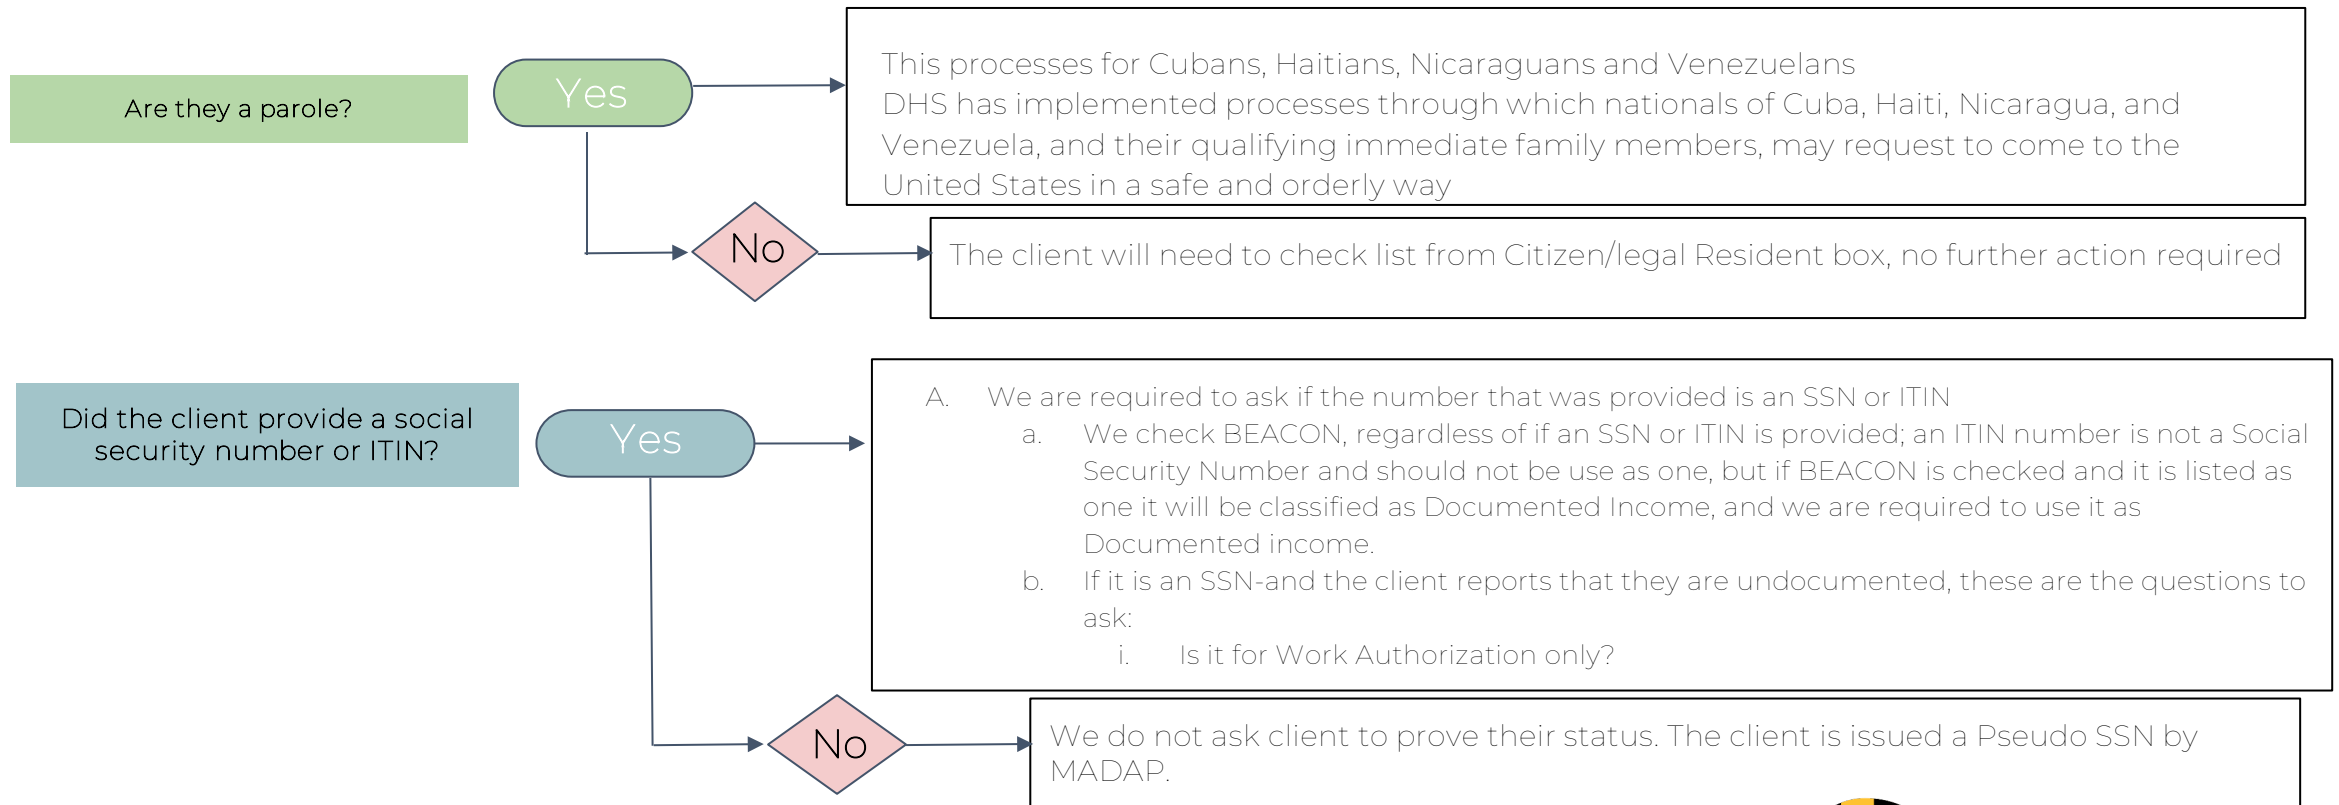 Are they a parole?
Yes
This processes for Cubans, Haitians, Nicaraguans and Venezuelans
DHS has implemented processes through which nationals of Cuba, Haiti, Nicaragua, and
Venezuela, and their qualifying immediate family members, may request to come to the
United States in a safe and orderly way
No
The client will need to check list from Citizen/legal Resident box, no further action required
Did the client provide a social
security number or ITIN?
Yes
A. We are required to ask if the number that was provided is an SSN or ITIN
a. We check BEACON, regardless of if an SSN or ITIN is provided; an ITIN number is not a Social
Security Number and should not be use as one, but if BEACON is checked and it is listed as
one it will be classified as Documented Income, and we are required to use it as
Documented income.
b. If it is an SSN-and the client reports that they are undocumented, these are the questions to
ask:
i. Is it for Work Authorization only?
No
We do not ask client to prove their status. The client is issued a Pseudo SSN by
MADAP.